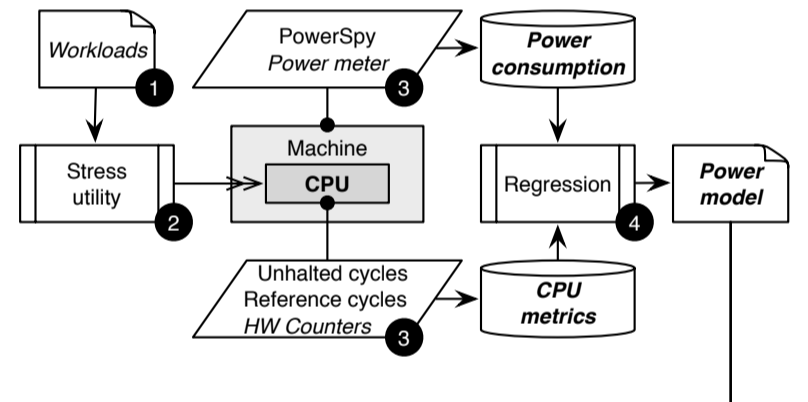 Workloads
1
PowerSpy
Power meter
3
Power
consumption
Stress
utility
2
Machine
CPU
Regression
4
Power
model
Unhalted cycles
Reference cycles
HW Counters
3
CPU
metrics